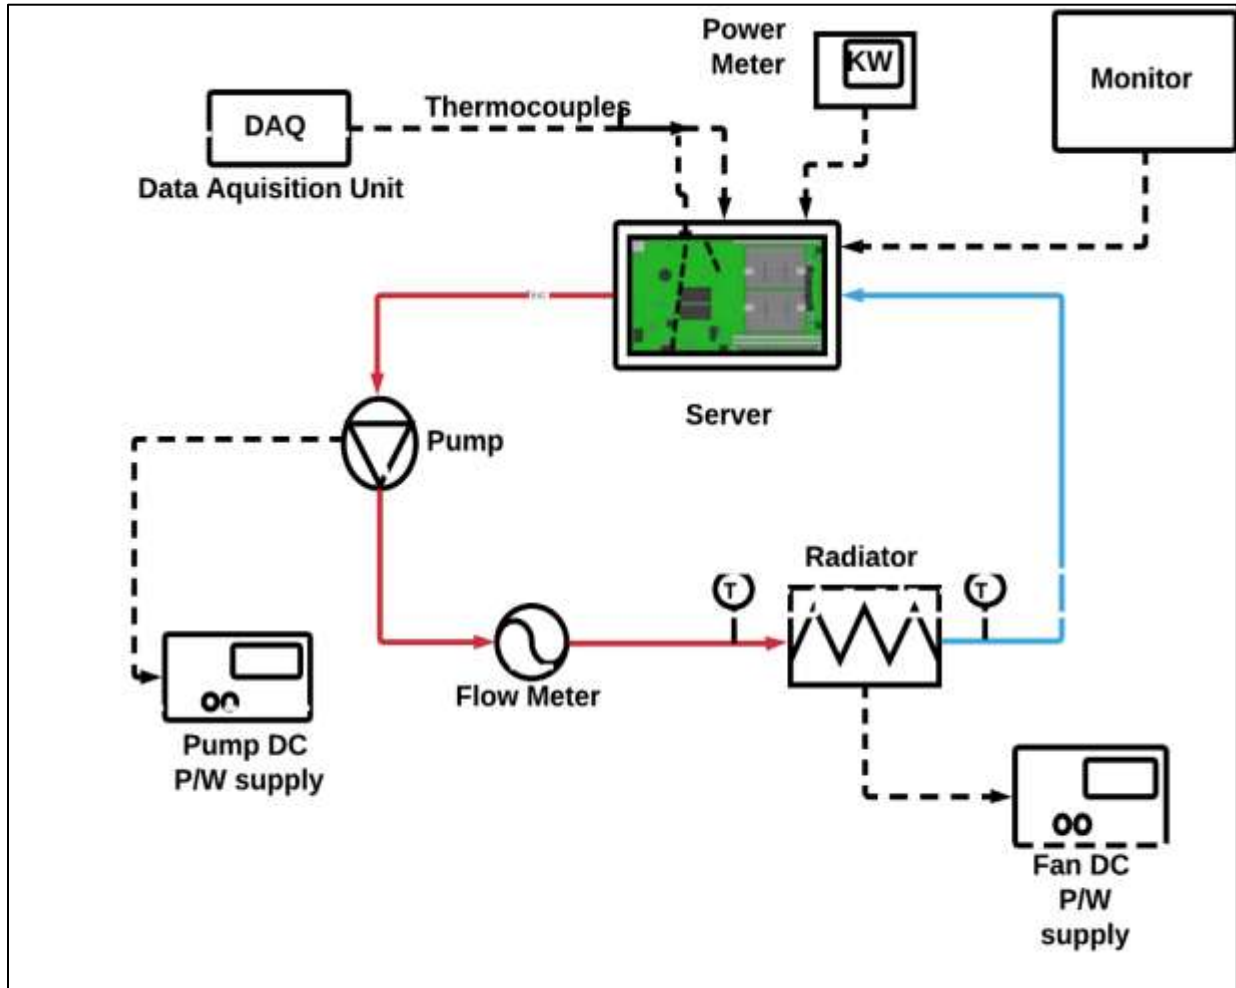 Power
Meter
KW
Monitor
Thermocouples
DAQ
Data Aquisition Unit
Server
Pump
Radiator
T
T
Flow Meter
Pump DC
P/W supply
Fan DC
P/W
supply